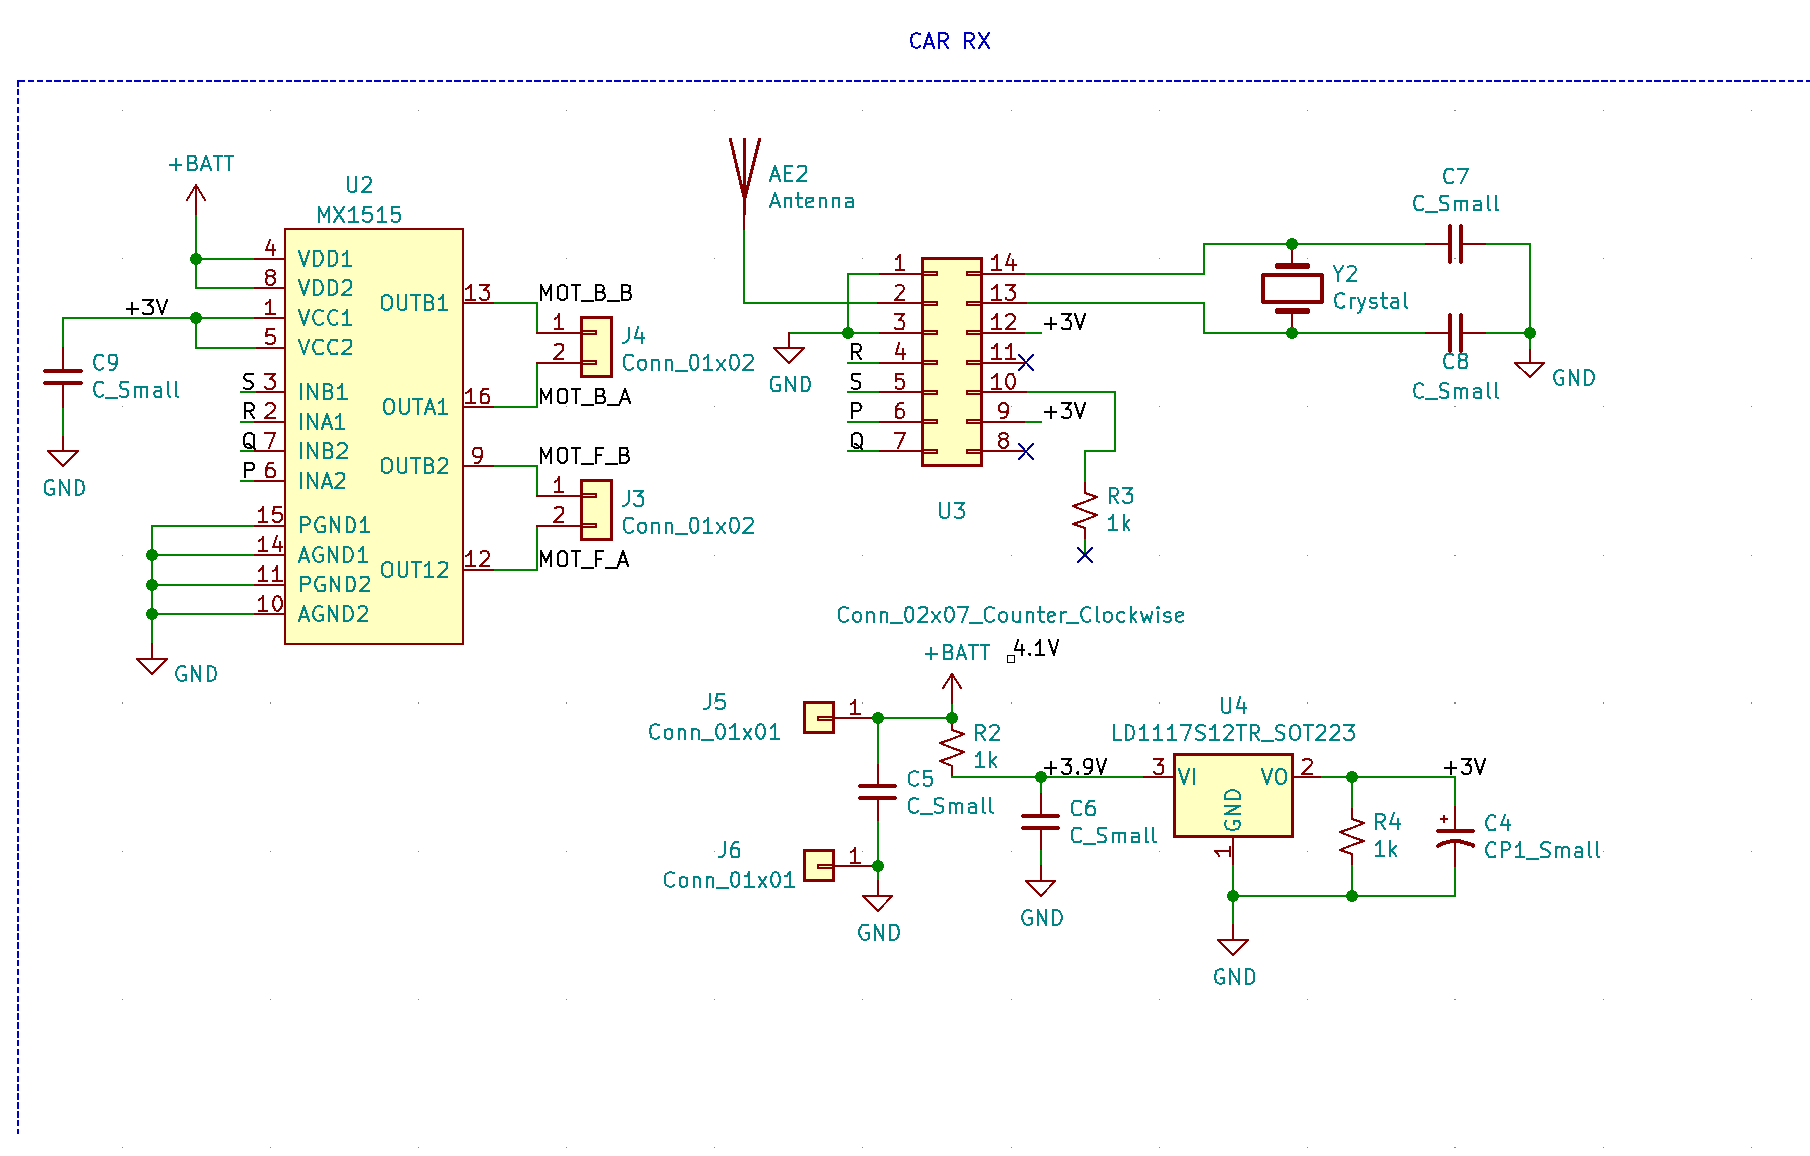 CAR RX
+BATT
U2
MX1515
4 VDD1
8 VDD2
+3V
1 VCC1
5 VCC2
C9
C_Small
GND
S 3 INB1
R 2 INA1
Q 7 INB2
P 6 INA2
15 PGND1
14 AGND1
11 PGND2
10 AGND2
GND
OUTB1 13 MOT_B_B
OUTA1 16 MOT_B_A
OUTB2 9 MOT_F_B
OUT12 12 MOT_F_A
1
2
J4
Conn_01x02
1
2
J3
Conn_01x02
AE2
Antenna
GND
1
2
3
R 4
S 5
P 6
Q 7
14
13
12 +3V
11
10
9 +3V
8
U3
Conn_02x07_Counter_Clockwise
R3
1k
Y2
Crystal
C7
C_Small
C8
C_Small
GND
+BATT
4.1V
J5
Conn_01x01
1
J6
Conn_01x01
1
C5
C_Small
GND
R2
1k
+3.9V
C6
C_Small
GND
U4
LD1117S12TR_SOT223
3 VI
VO 2
GND
1
GND
+3V
R4
1k
+
C4
CP1_Small